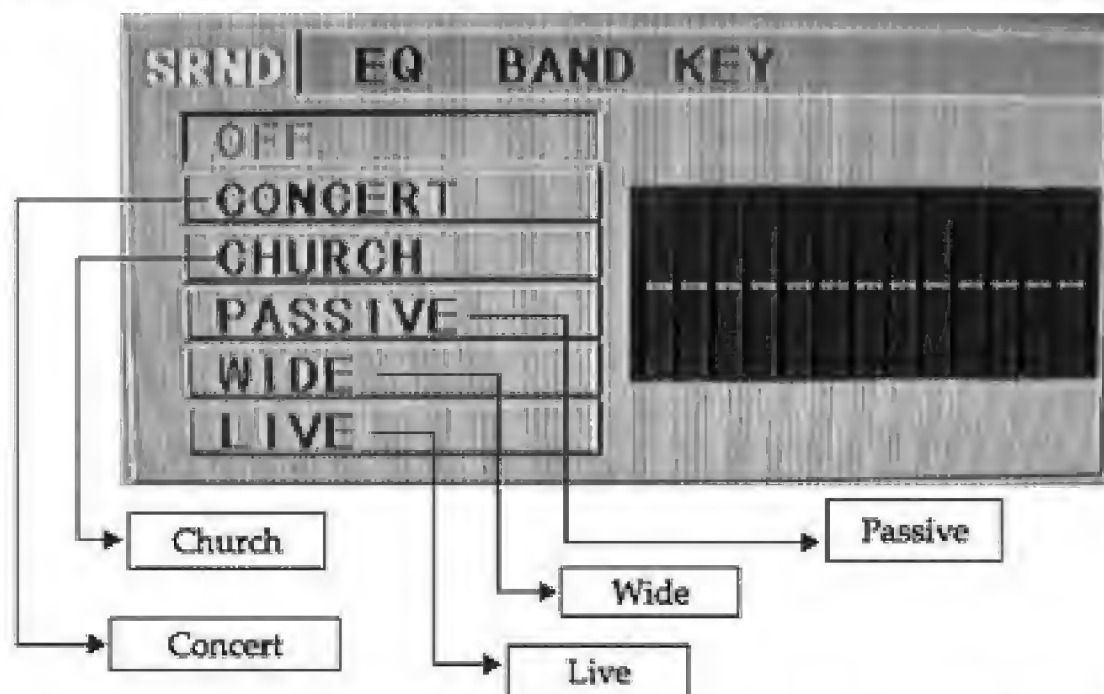 SRND EQ BAND KEY
OFF
CONCERT
CHURCH
PASSIVE
WIDE
LIVE
Church
Passive
Wide
Concert
Live